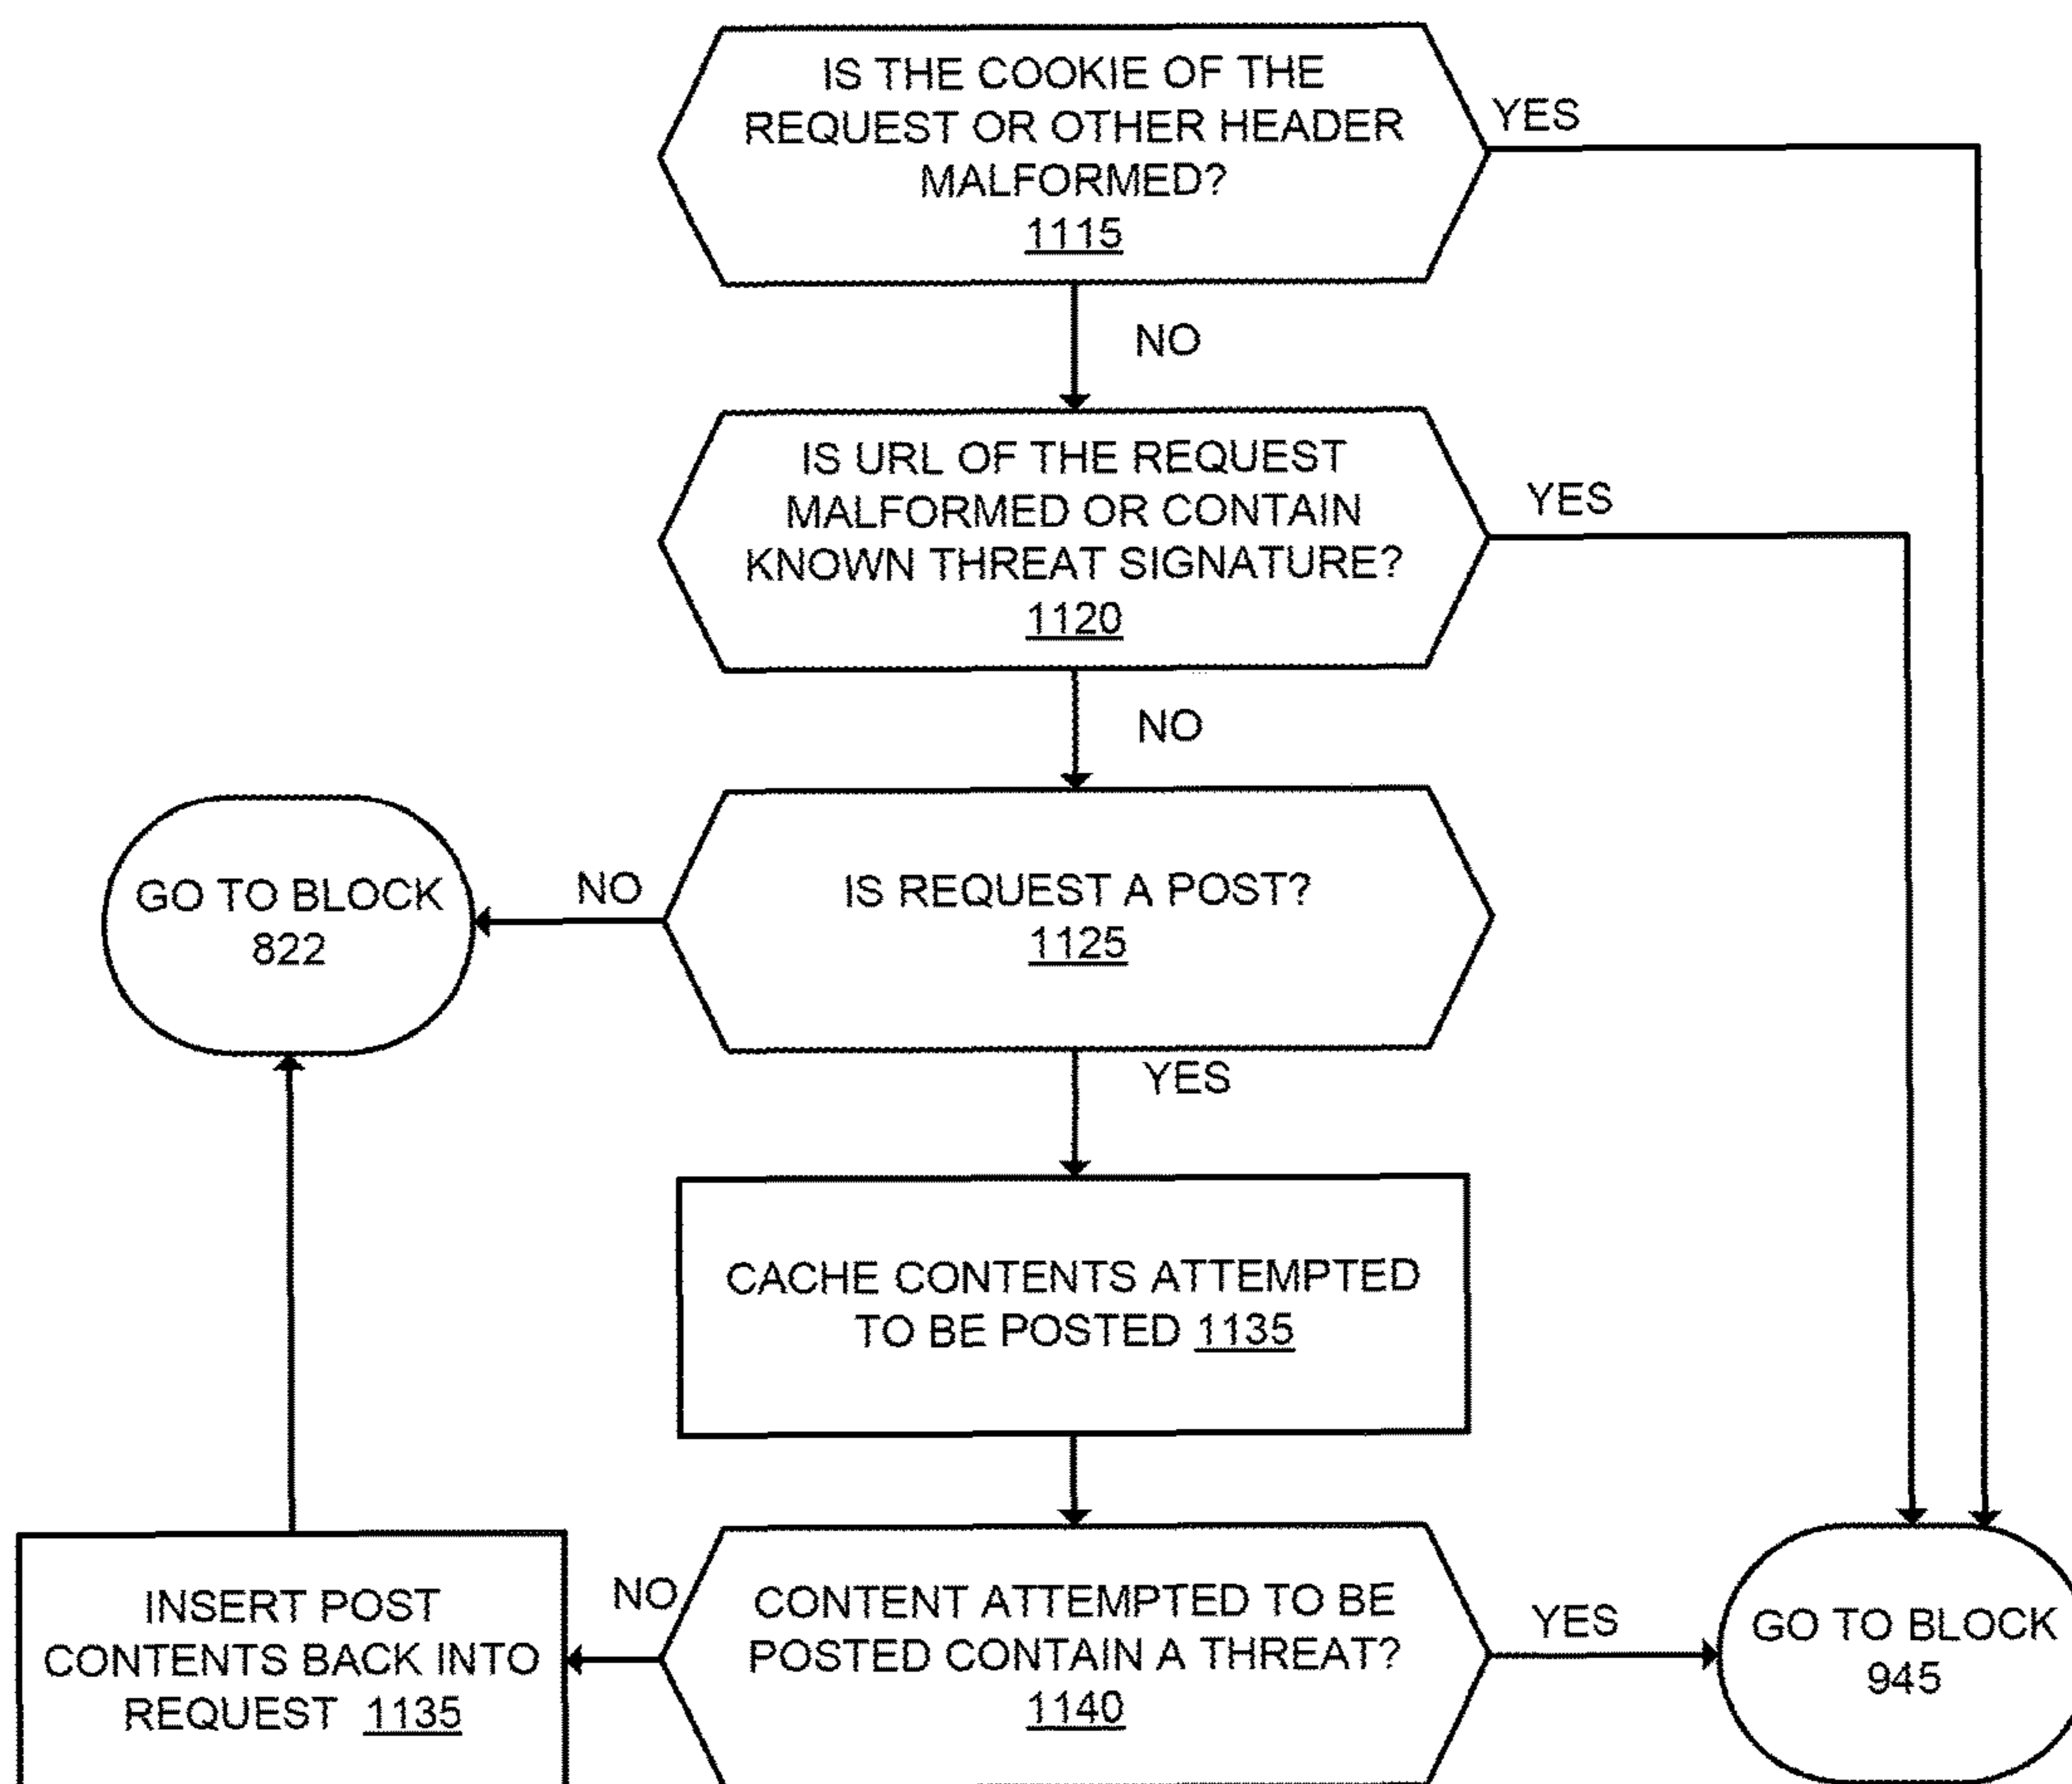 IS THE COOKIE OF THE
REQUEST OR OTHER HEADER
MALFORMED?
1115
YES
NO
IS URL OF THE REQUEST
MALFORMED OR CONTAIN
KNOWN THREAT SIGNATURE?
1120
YES
NO
GO TO BLOCK
822
NO
IS REQUEST A POST?
1125
YES
CACHE CONTENTS ATTEMPTED
TO BE POSTED 1135
INSERT POST
CONTENTS BACK INTO
REQUEST 1135
NO
CONTENT ATTEMPTED TO BE
POSTED CONTAIN A THREAT?
1140
YES
GO TO BLOCK
945